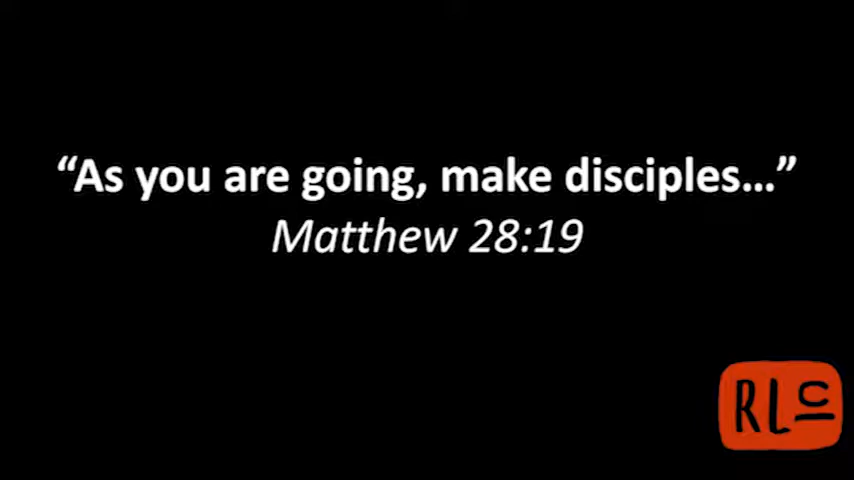 “As you are going, make disciples...”
Matthew 28:19
RLC